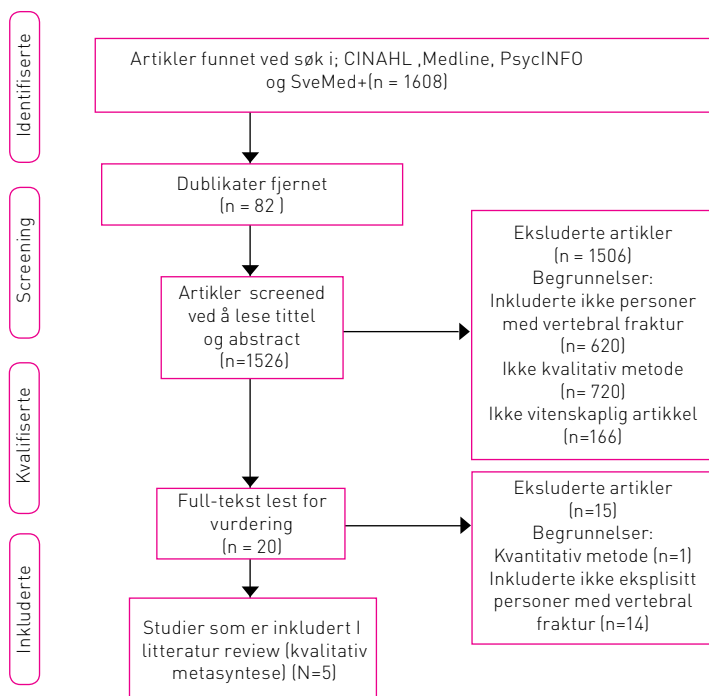 Identifiserte
Artikler funnet ved søk i; CINAHL ,Medline, PsycINFO
og SveMed+(n = 1608)
Dublikater fjernet
(n = 82 )
Screening
Artikler screened
ved å lese tittel
og abstract
(n=1526)
Eksluderte artikler
(n = 1506)
Begrunnelser:
Inkluderte ikke personer
med vertebral fraktur
(n= 620)
Ikke kvalitativ metode
(n= 720)
Ikke vitenskaplig artikkel
(n=166)
Kvalifiserte
Full-tekst lest for
vurdering
(n = 20)
Eksluderte artikler
(n=15)
Begrunnelser:
Kvantitativ metode (n=1)
Inkluderte ikke eksplisitt
personer med vertebral
fraktur (n=14)
Inkluderte
Studier som er inkludert I
litteratur review (kvalitativ
metasyntese) (N=5)